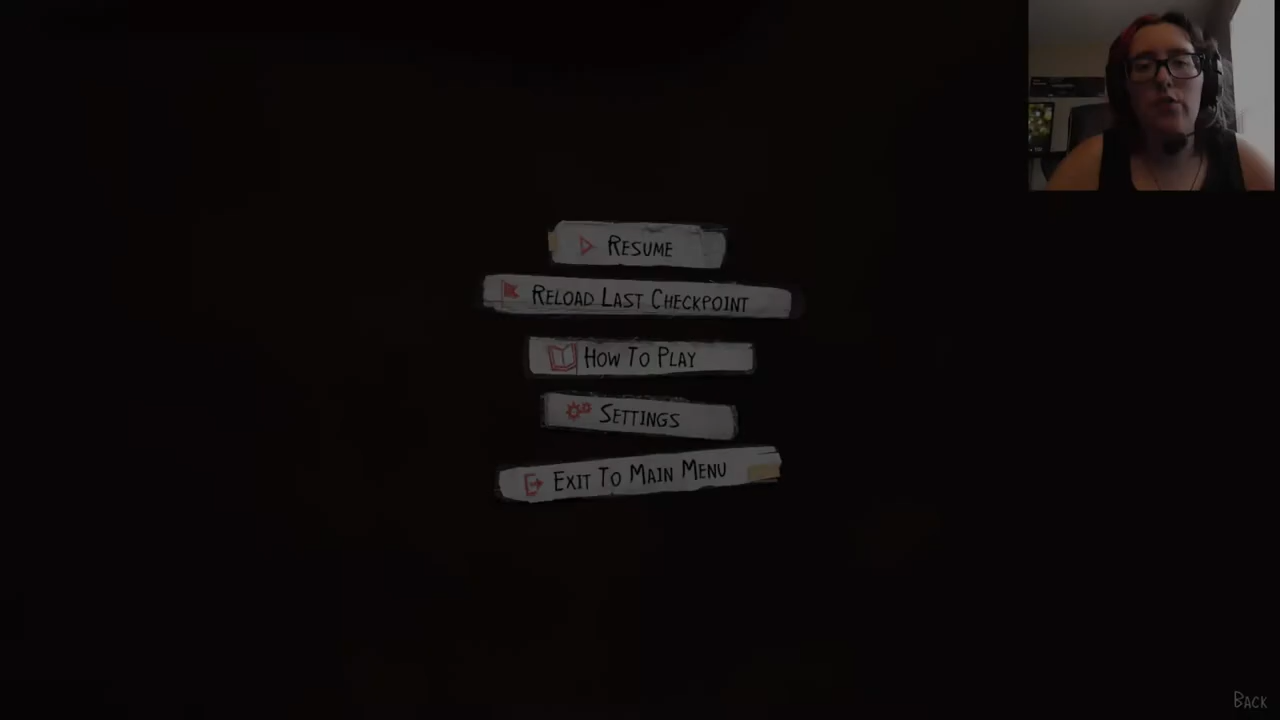 Resume
Reload Last Checkpoint
How To Play
Settings
Exit To Main Menu
Back